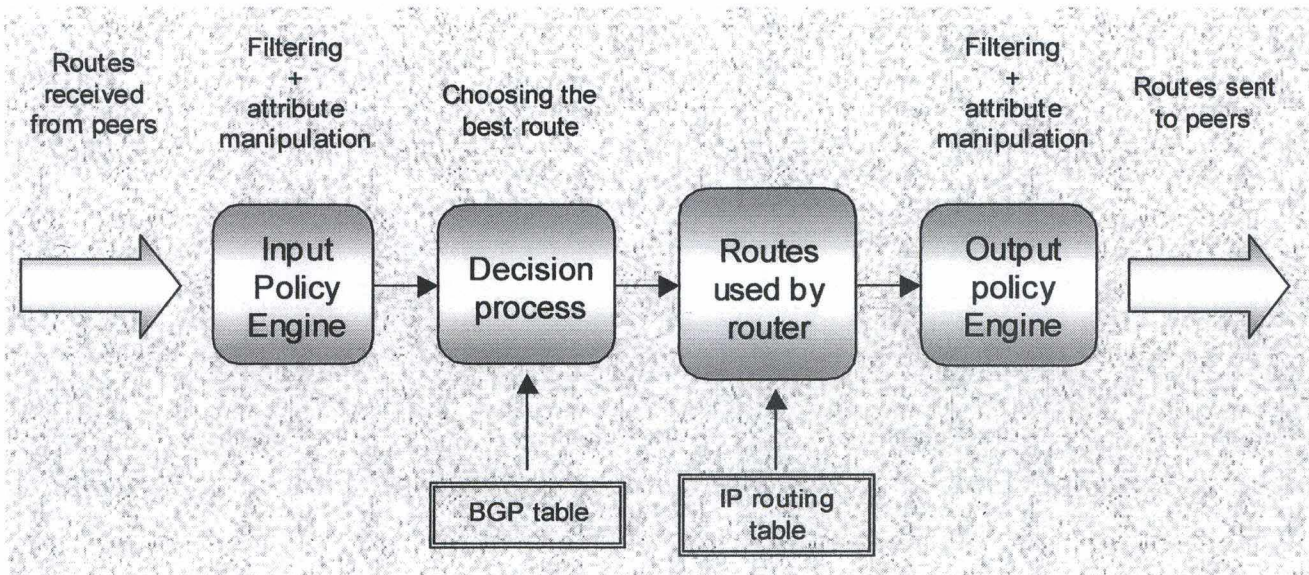 Routes
received
from peers
Filtering
+
attribute
manipulation
Choosing the
best route
Filtering
+
attribute
manipulation
Routes sent
to peers
Input
Policy
Engine
Decision
process
Routes
used by
router
Output
policy
Engine
BGP table
IP routing
table